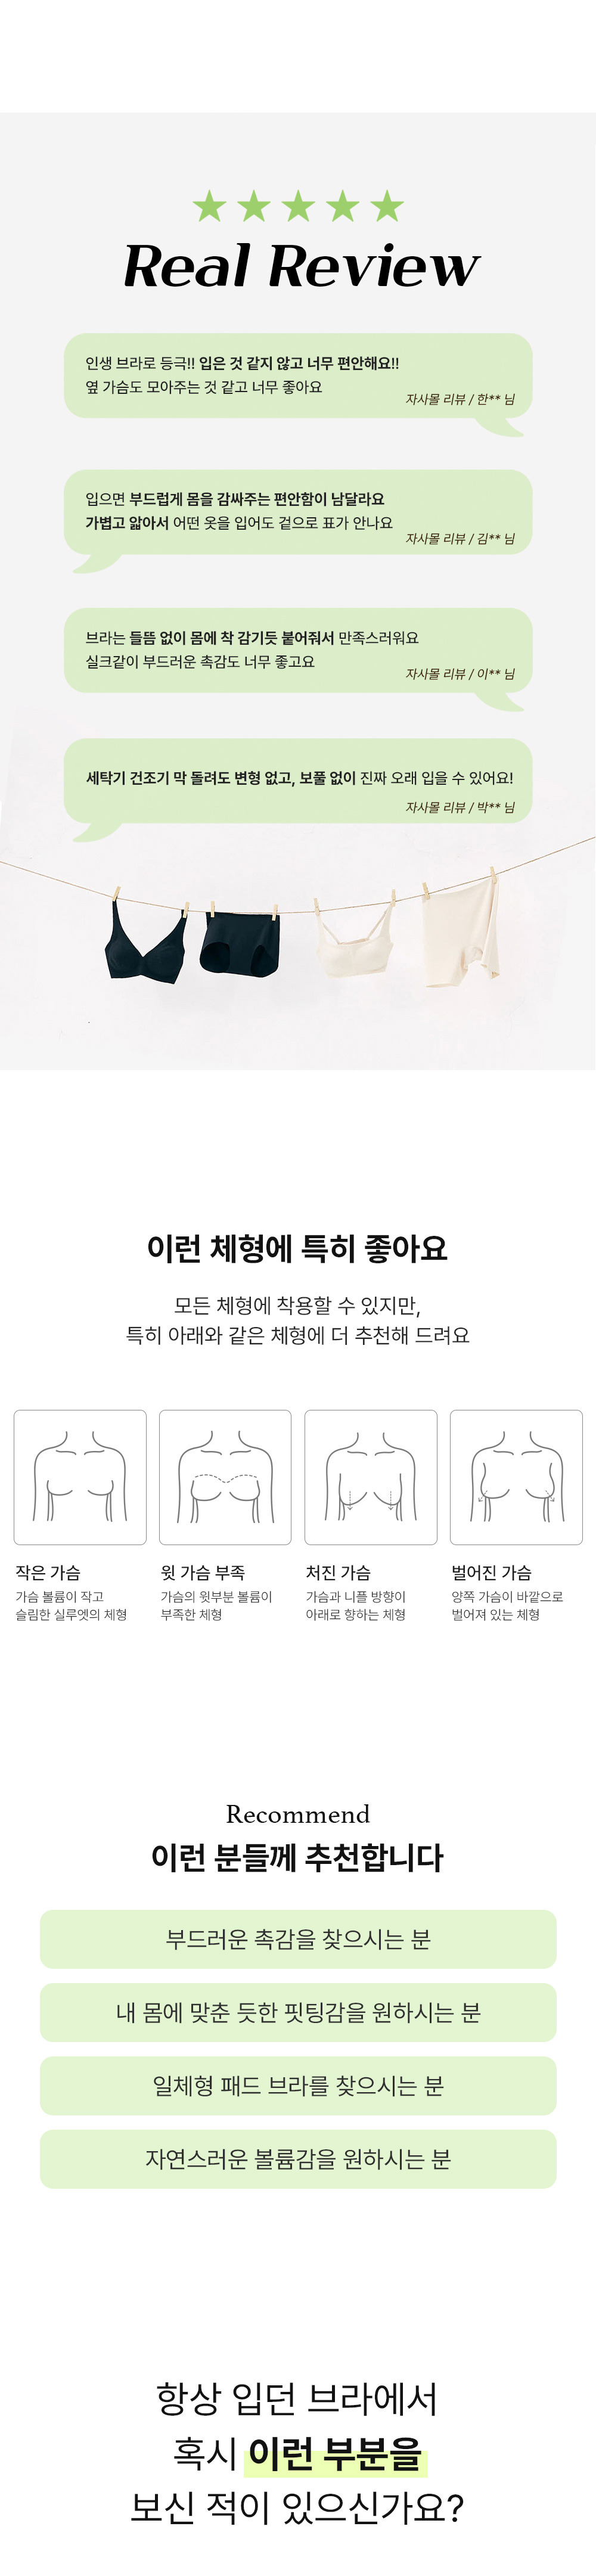 Real Review
인생 브라로 등극!! 입은 것 같지 않고 너무 편안해요!!
옆 가슴도 모아주는 것 같고 너무 좋아요
자사몰 리뷰 / 한** 님
입으면 부드럽게 몸을 감싸주는 편안함이 남달라요
가볍고 얇아서 어떤 옷을 입어도 겉으로 표가 안나요
자사몰 리뷰 / 김** 님
브라는 들뜸 없이 몸에 착 감기듯 붙어줘서 만족스러워요
실크같이 부드러운 촉감도 너무 좋고요
자사몰 리뷰 / 이** 님
세탁기 건조기 막 돌려도 변형 없고, 보풀 없이 진짜 오래 입을 수 있어요!
자사몰 리뷰 / 박** 님
이런 체형에 특히 좋아요
모든 체형에 착용할 수 있지만,
특히 아래와 같은 체형에 더 추천해 드려요
작은 가슴
가슴 볼륨이 작고
슬림한 실루엣의 체형
윗 가슴 부족
가슴의 윗부분 볼륨이
부족한 체형
처진 가슴
가슴과 니플 방향이
아래로 향하는 체형
벌어진 가슴
양쪽 가슴이 바깥으로
벌어져 있는 체형
Recommend
이런 분들께 추천합니다
부드러운 촉감을 찾으시는 분
내 몸에 맞춘 듯한 핏팅감을 원하시는 분
일체형 패드 브라를 찾으시는 분
자연스러운 볼륨감을 원하시는 분
항상 입던 브라에서
혹시 이런 부분을
보신 적이 있으신가요?